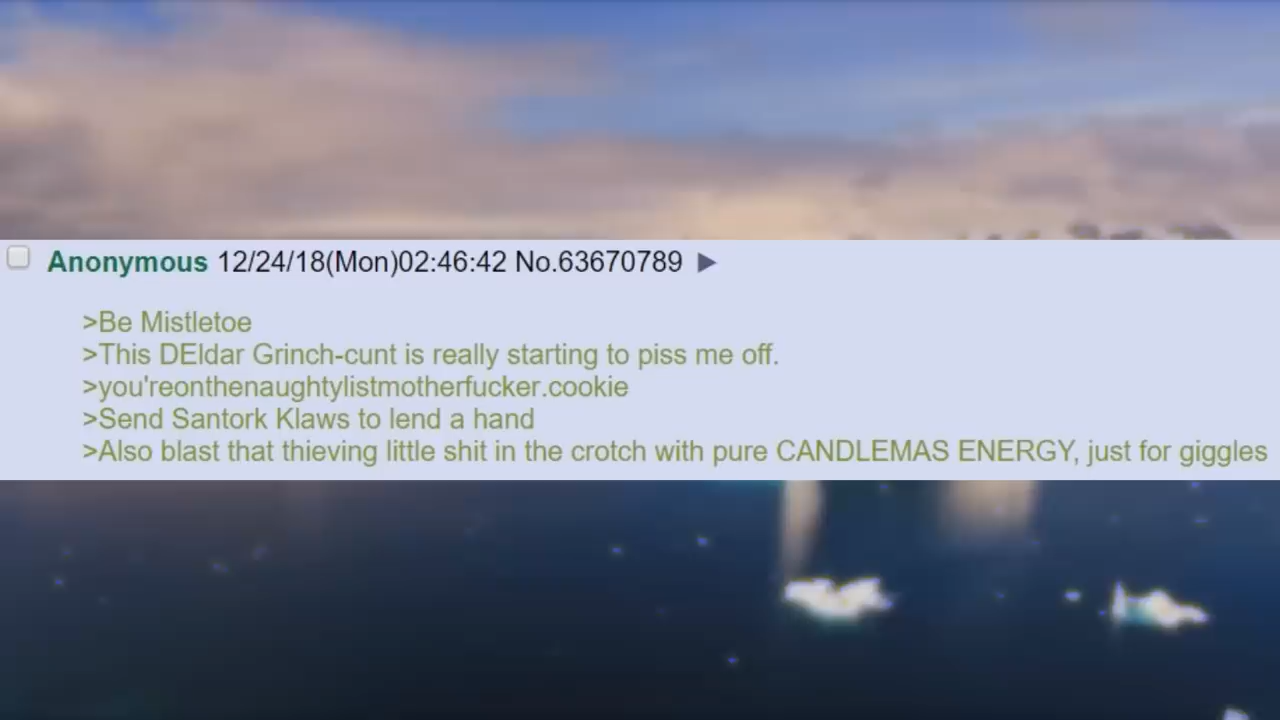 Anonymous 12/24/18(Mon)02:46:42 No.63670789
>Be Mistletoe
>This DEldar Grinch-cunt is really starting to piss me off.
>you'reonthenaughtylistmotherfucker.cookie
>Send Santork Klaws to lend a hand
>Also blast that thieving little shit in the crotch with pure CANDLEMAS ENERGY, just for giggles